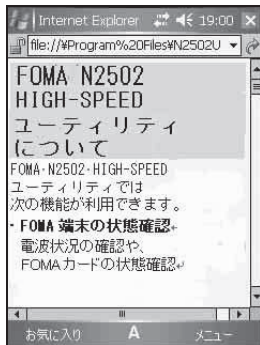 Internet Explorer 19:00
file://¥Program%20Files¥N2502U
FOMA N2502
HIGH-SPEED
ユーティリティ
について
FOMA・N2502・HIGH-SPEED
ユーティリティでは
次の機能が利用できます。
・FOMA 端末の状態確認
電波状況の確認や、
FOMAカードの状態確認
お気に入り A メニュー